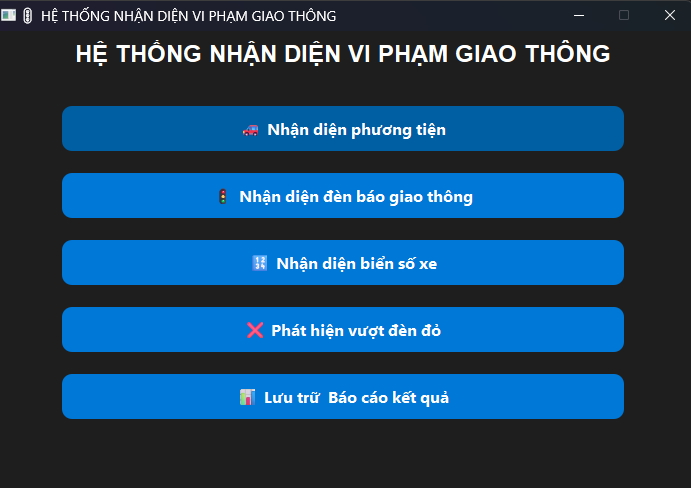 HỆ THỐNG NHẬN DIỆN VI PHẠM GIAO THÔNG
HỆ THỐNG NHẬN DIỆN VI PHẠM GIAO THÔNG
Nhận diện phương tiện
Nhận diện đèn báo giao thông
Nhận diện biển số xe
Phát hiện vượt đèn đỏ
Lưu trữ  Báo cáo kết quả